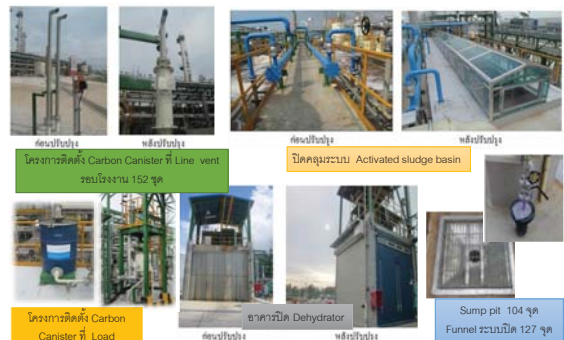 ก่อนปรับปรุง
หลังปรับปรุง
ก่อนปรับปรุง
หลังปรับปรุง
โครงการติดตั้ง Carbon Canister ที่ Line vent
รอบโรงงาน 152 ชุด
ปิดคลุมระบบ Activated sludge basin
โครงการติดตั้ง Carbon
Canister ที่ Load
อาคารปิด Dehydrator
ก่อนปรับปรุง
หลังปรับปรุง
Sump pit 104 จุด
Funnel ระบบปิด 127 จุด